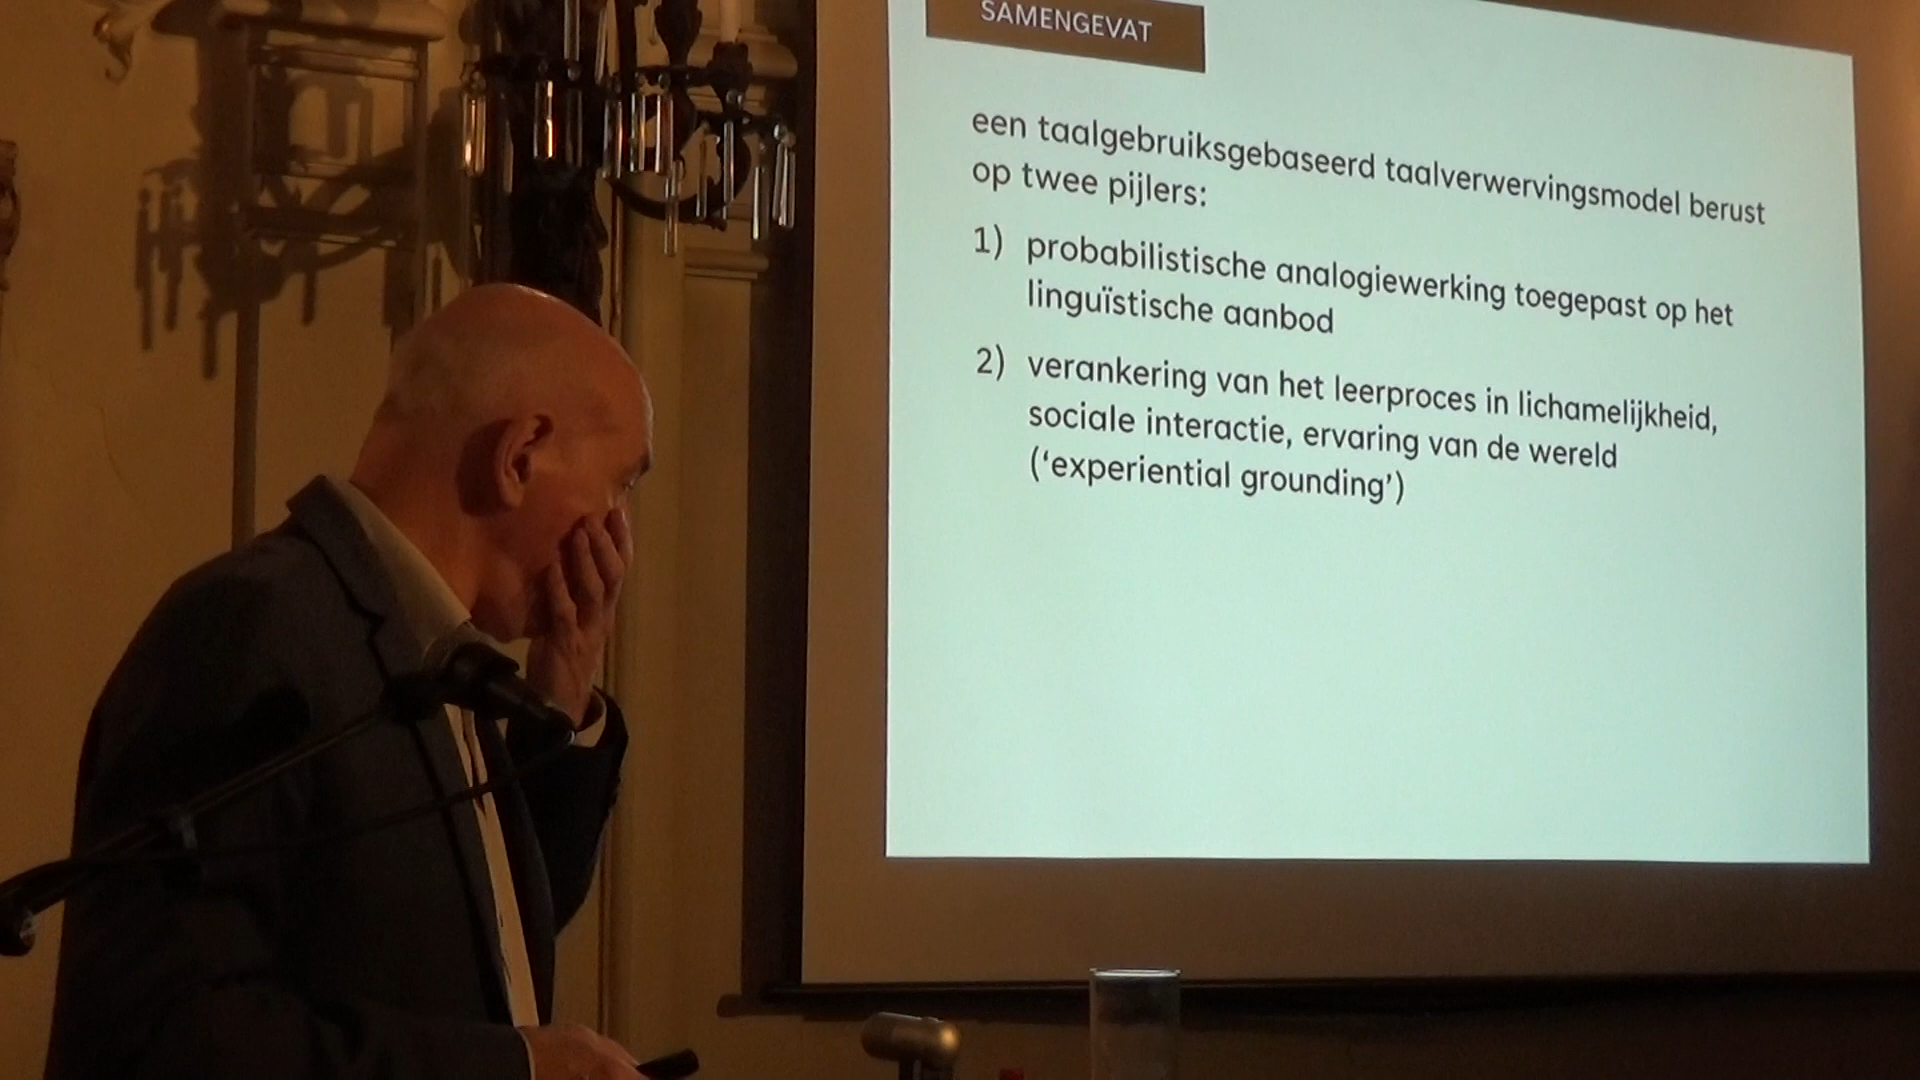 SAMENGEVAT
een taalgebruiksgebaseerd taalverwervingsmodel berust
op twee pijlers:
1) probabilistische analogiewerking toegepast op het
linguïstische aanbod
2) verankering van het leerproces in lichamelijkheid,
sociale interactie, ervaring van de wereld
(‘experiential grounding’)